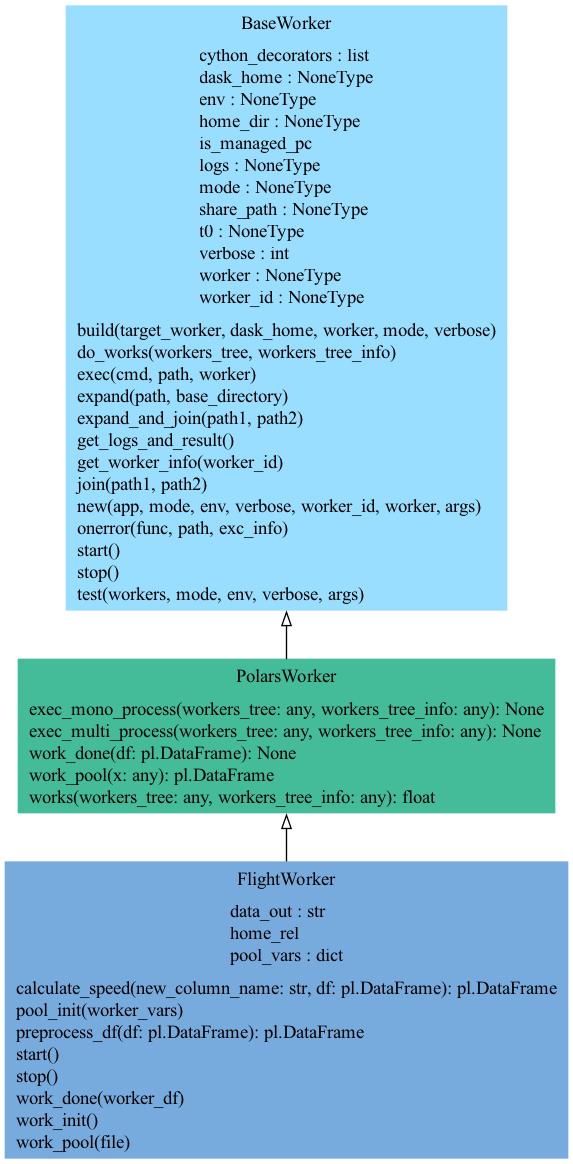 BaseWorker
cython_decorators : list
dask_home : NoneType
env : NoneType
home_dir : NoneType
is_managed_pc
logs : NoneType
mode : NoneType
share_path : NoneType
t0 : NoneType
verbose : int
worker : NoneType
worker_id : NoneType
build(target_worker, dask_home, worker, mode, verbose)
do_works(workers_tree, workers_tree_info)
exec(cmd, path, worker)
expand(path, base_directory)
expand_and_join(path1, path2)
get_logs_and_result()
get_worker_info(worker_id)
join(path1, path2)
new(app, mode, env, verbose, worker_id, worker, args)
onerror(func, path, exc_info)
start()
stop()
test(workers, mode, env, verbose, args)
PolarsWorker
exec_mono_process(workers_tree: any, workers_tree_info: any): None
exec_multi_process(workers_tree: any, workers_tree_info: any): None
work_done(df: pl.DataFrame): None
work_pool(x: any): pl.DataFrame
works(workers_tree: any, workers_tree_info: any): float
FlightWorker
data_out : str
home_rel
pool_vars : dict
calculate_speed(new_column_name: str, df: pl.DataFrame): pl.DataFrame
pool_init(worker_vars)
preprocess_df(df: pl.DataFrame): pl.DataFrame
start()
stop()
work_done(worker_df)
work_init()
work_pool(file)